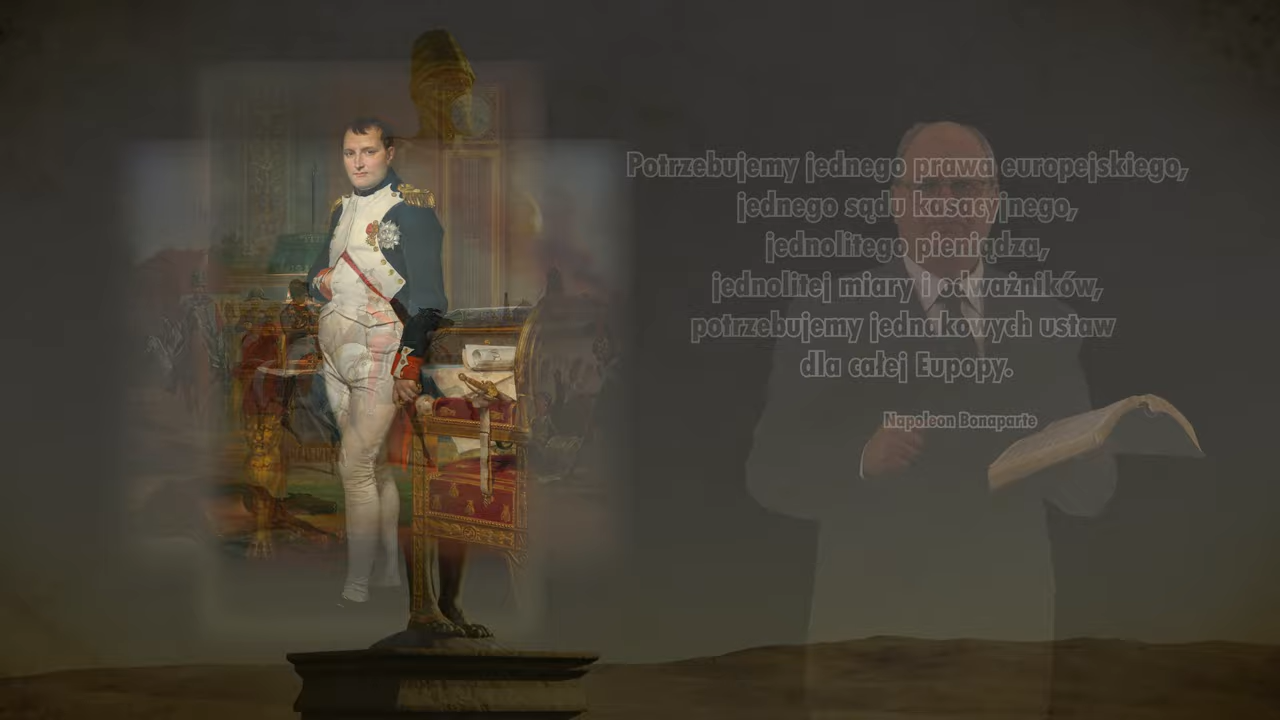 Potrzebujemy jednego prawa europejskiego,
jednego sądu kasacyjnego,
jednolitego pieniądza,
jednolitej miary i odważników,
potrzebujemy jednakowych ustaw
dla całej Eupopy.
Napoleon Bonaparte